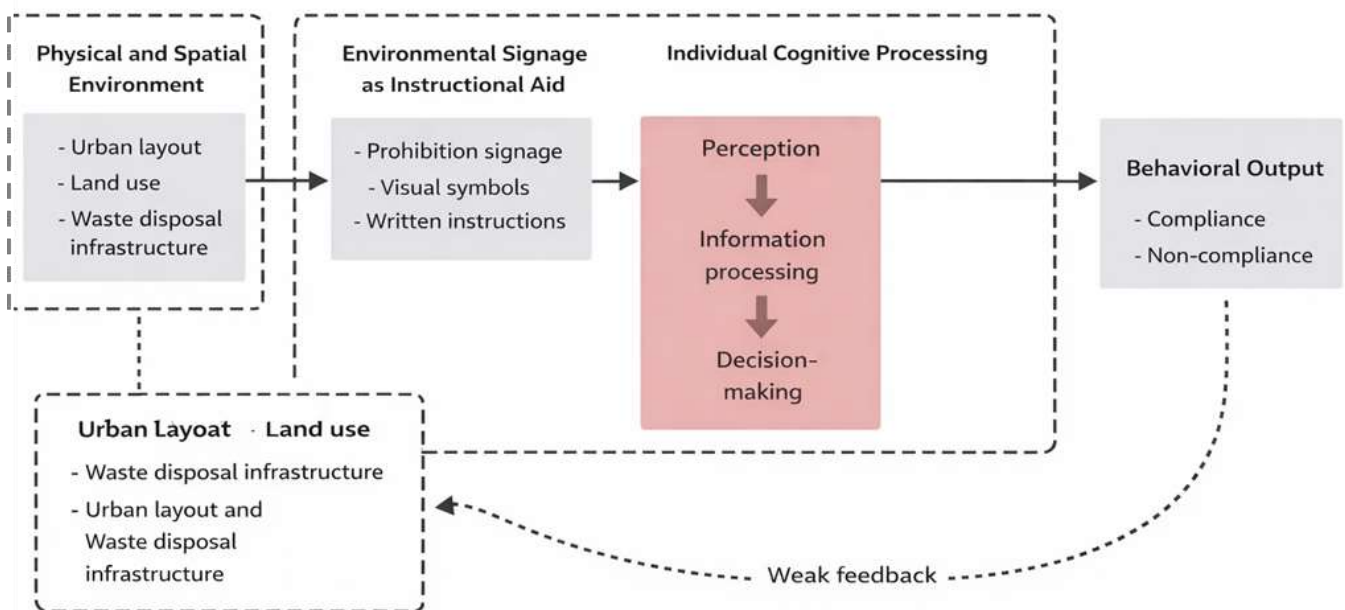 Physical and Spatial
Environment
- Urban layout
- Land use
- Waste disposal
infrastructure
Environmental Signage
as Instructional Aid
- Prohibition signage
- Visual symbols
- Written instructions
Individual Cognitive Processing
Perception
Information
processing
Decision-
making
Behavioral Output
- Compliance
- Non-compliance
Urban Layoat · Land use
- Waste disposal infrastructure
- Urban layout and
Waste disposal
infrastructure
Weak feedback